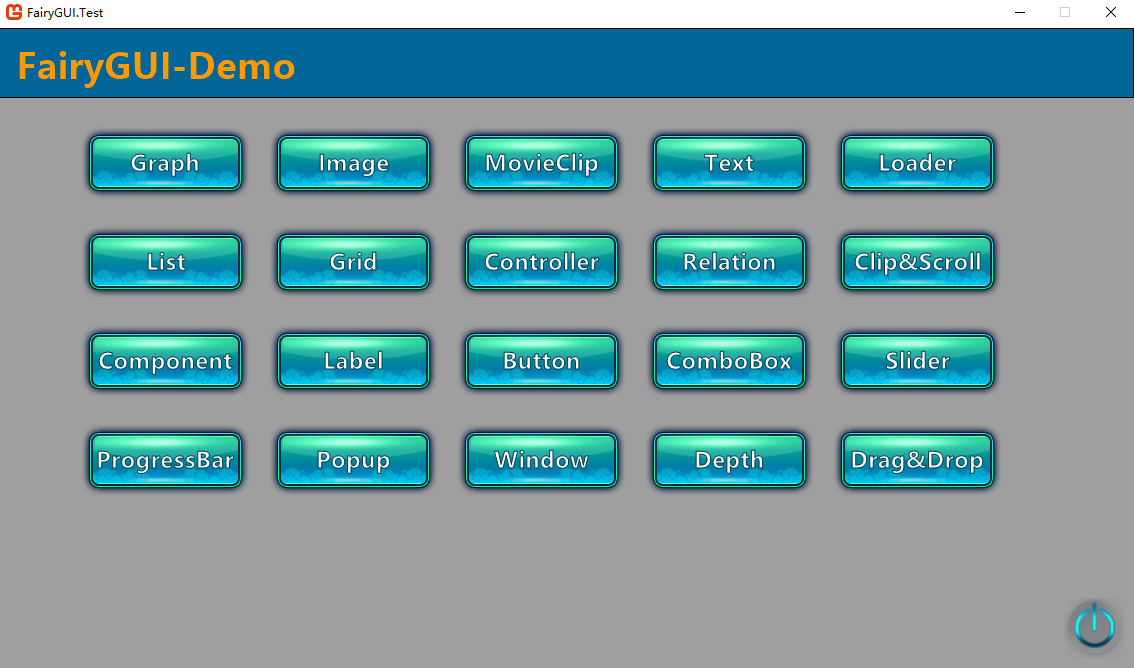 FairyGUI.Test
FairyGUI-Demo
Graph Image MovieClip Text Loader
List Grid Controller Relation Clip&Scroll
Component Label Button ComboBox Slider
ProgressBar Popup Window Depth Drag&Drop